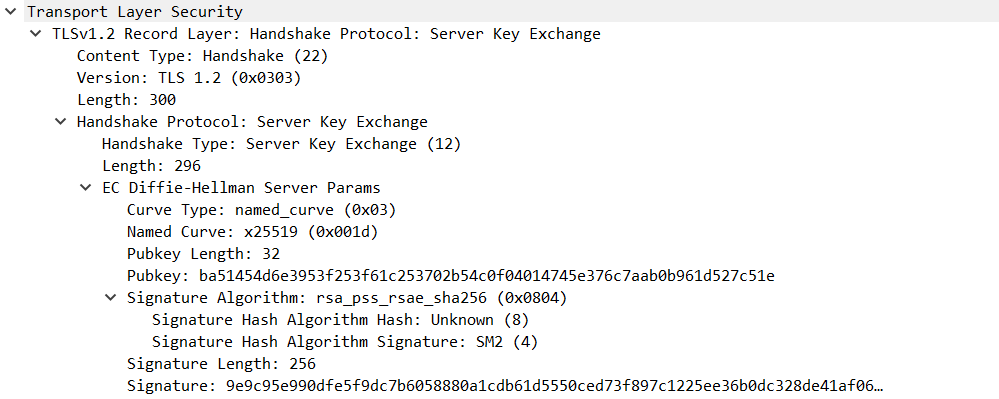 Transport Layer Security
TLSv1.2 Record Layer: Handshake Protocol: Server Key Exchange
Content Type: Handshake (22)
Version: TLS 1.2 (0x0303)
Length: 300
Handshake Protocol: Server Key Exchange
Handshake Type: Server Key Exchange (12)
Length: 296
EC Diffie-Hellman Server Params
Curve Type: named_curve (0x03)
Named Curve: x25519 (0x001d)
Pubkey Length: 32
Pubkey: ba51454d6e3953f253f61c253702b54c0f04014745e376c7aab0b961d527c51e
Signature Algorithm: rsa_pss_rsae_sha256 (0x0804)
Signature Hash Algorithm Hash: Unknown (8)
Signature Hash Algorithm Signature: SM2 (4)
Signature Length: 256
Signature: 9e9c95e990dfe5f9dc7b6058880a1cdb61d5550ced73f897c1225ee36b0dc328de41af06…